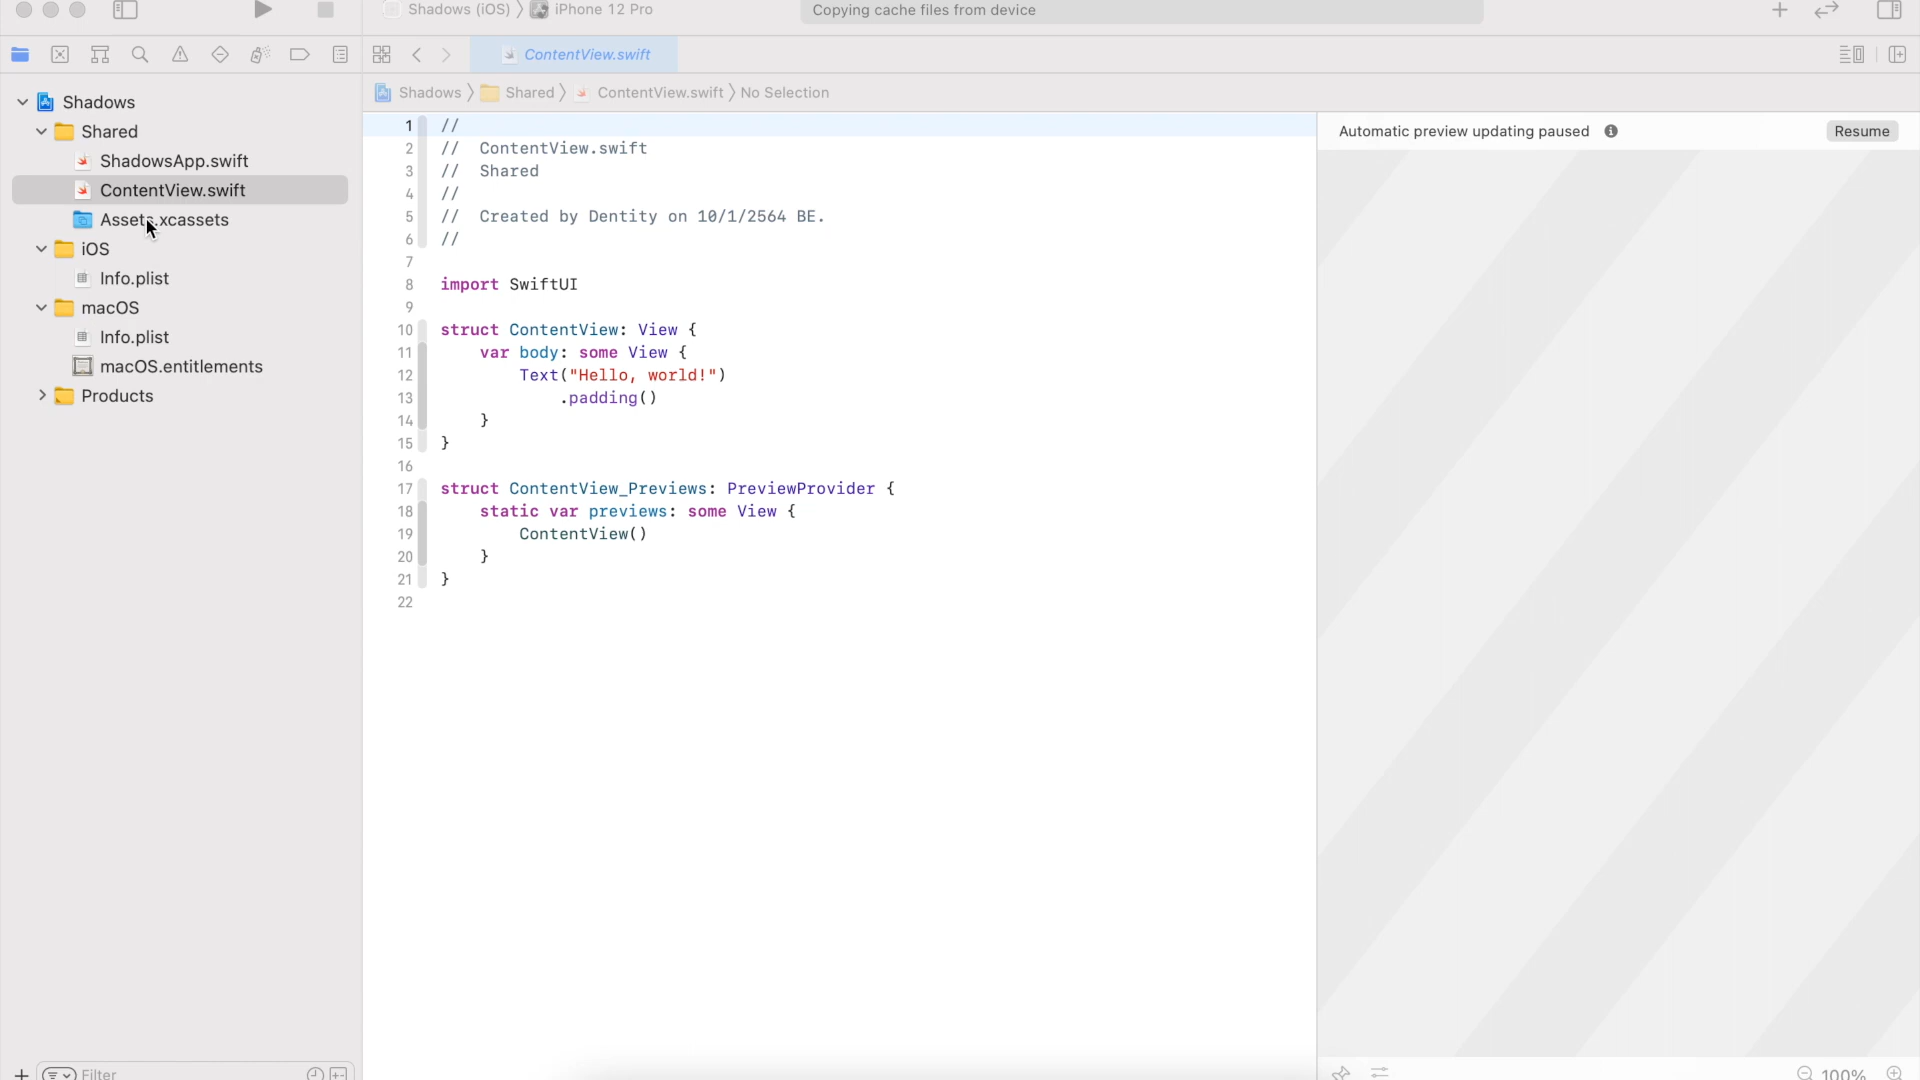 Shadows (iOS) 〉 iPhone 12 Pro
Copying cache files from device
ContentView.swift
Shadows 〉 Shared 〉 ContentView.swift 〉 No Selection
Shadows
Shared
ShadowsApp.swift
ContentView.swift
Assets.xcassets
iOS
Info.plist
macOS
Info.plist
macOS.entitlements
Products
Filter
1 //
2 //  ContentView.swift
3 //  Shared
4 //
5 //  Created by Dentity on 10/1/2564 BE.
6 //
7
8 import SwiftUI
9
10 struct ContentView: View {
11     var body: some View {
12         Text("Hello, world!")
13             .padding()
14     }
15 }
16
17 struct ContentView_Previews: PreviewProvider {
18     static var previews: some View {
19         ContentView()
20     }
21 }
22
Automatic preview updating paused
Resume
100%